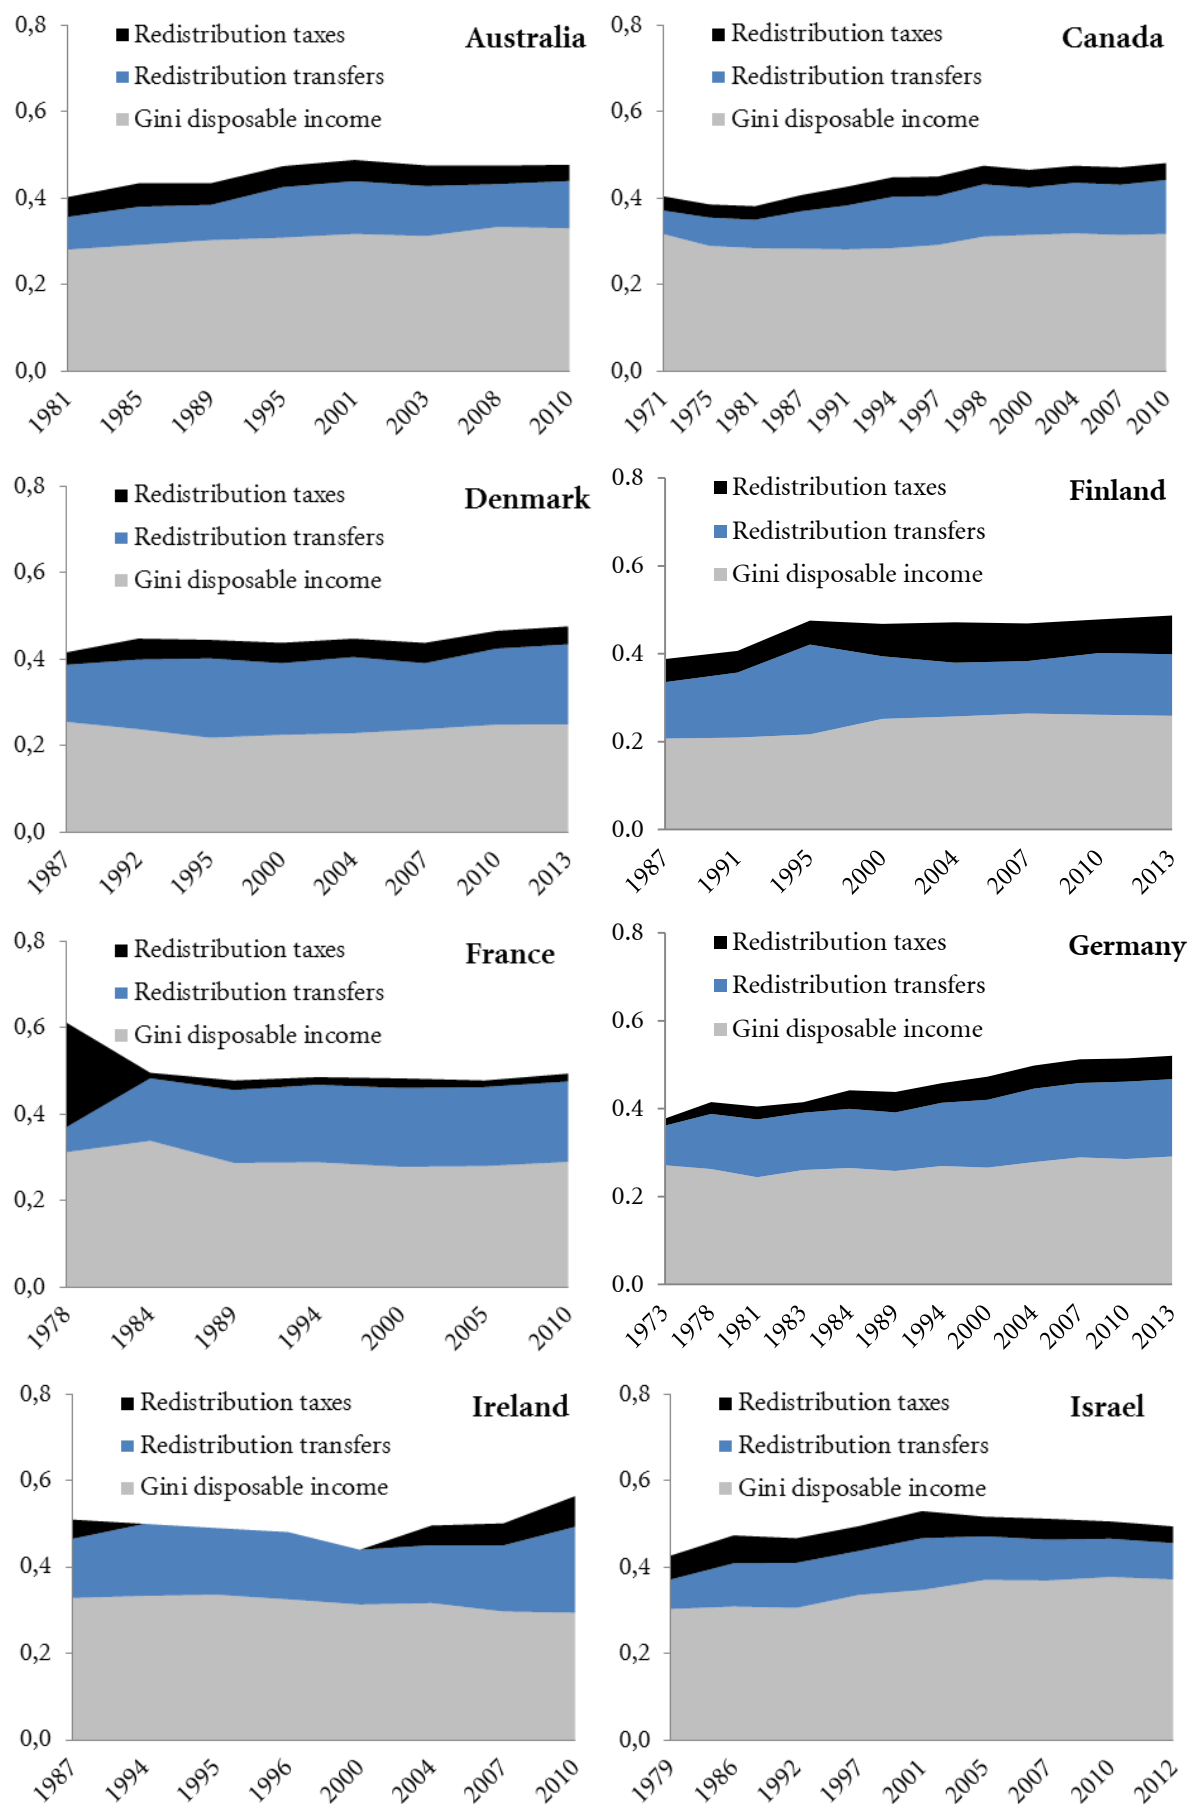 0,8
Redistribution taxes
Australia
Redistribution transfers
0,6
Gini disposable income
0,4
0,2
0,0
1981 1985 1989 1995 2001 2003 2008 2010
0,8
Redistribution taxes
Canada
Redistribution transfers
0,6
Gini disposable income
0,4
0,2
0,0
1971 1975 1981 1987 1991 1994 1997 1998 2000 2004 2007 2010
0,8
Redistribution taxes
Denmark
Redistribution transfers
0,6
Gini disposable income
0,4
0,2
0,0
1987 1992 1995 2000 2004 2007 2010 2013
0.8
Redistribution taxes
Finland
Redistribution transfers
0.6
Gini disposable income
0.4
0.2
0.0
1987 1991 1995 2000 2004 2007 2010 2013
0,8
Redistribution taxes
France
Redistribution transfers
0,6
Gini disposable income
0,4
0,2
0,0
1978 1984 1989 1994 2000 2005 2010
0.8
Redistribution taxes
Germany
Redistribution transfers
0.6
Gini disposable income
0.4
0.2
0.0
1973 1978 1981 1983 1984 1989 1994 2000 2004 2007 2010 2013
0,8
Redistribution taxes
Ireland
Redistribution transfers
0,6
Gini disposable income
0,4
0,2
0,0
1987 1994 1995 1996 2000 2004 2007 2010
0,8
Redistribution taxes
Israel
Redistribution transfers
0,6
Gini disposable income
0,4
0,2
0,0
1979 1986 1992 1997 2001 2005 2007 2010 2012